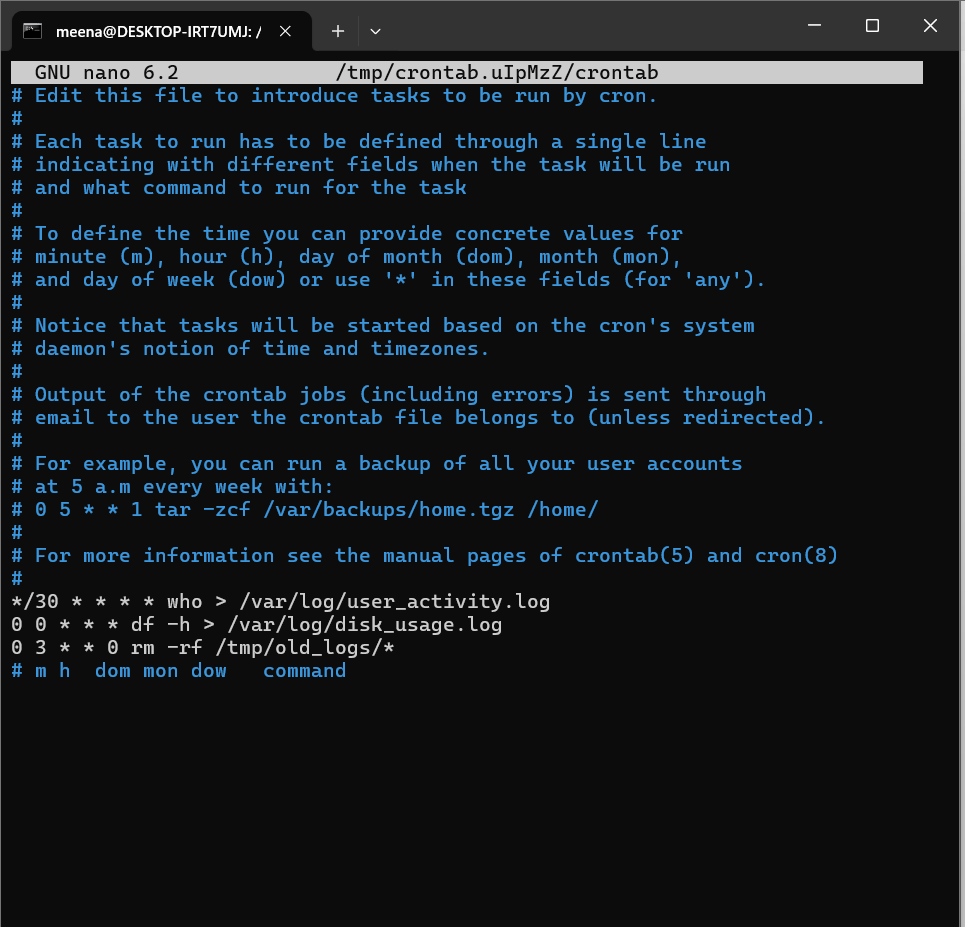 meena@DESKTOP-IRT7UMJ: /
GNU nano 6.2 /tmp/crontab.uIpMzZ/crontab
# Edit this file to introduce tasks to be run by cron.
#
# Each task to run has to be defined through a single line
# indicating with different fields when the task will be run
# and what command to run for the task
#
# To define the time you can provide concrete values for
# minute (m), hour (h), day of month (dom), month (mon),
# and day of week (dow) or use '*' in these fields (for 'any').
#
# Notice that tasks will be started based on the cron's system
# daemon's notion of time and timezones.
#
# Output of the crontab jobs (including errors) is sent through
# email to the user the crontab file belongs to (unless redirected).
#
# For example, you can run a backup of all your user accounts
# at 5 a.m every week with:
# 0 5 * * 1 tar -zcf /var/backups/home.tgz /home/
#
# For more information see the manual pages of crontab(5) and cron(8)
#
*/30 * * * * who > /var/log/user_activity.log
0 0 * * * df -h > /var/log/disk_usage.log
0 3 * * 0 rm -rf /tmp/old_logs/*
# m h  dom mon dow   command